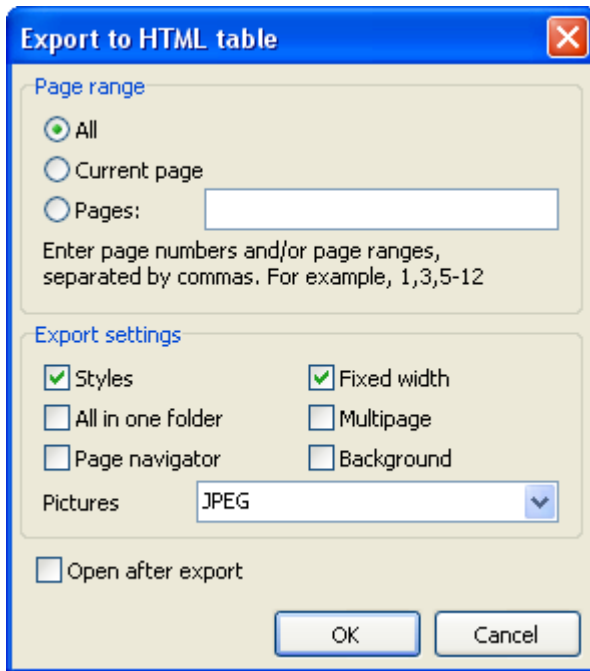 Export to HTML table
Page range
All
Current page
Pages:
Enter page numbers and/or page ranges,
separated by commas. For example, 1,3,5-12
Export settings
Styles
Fixed width
All in one folder
Multipage
Page navigator
Background
Pictures
JPEG
Open after export
OK
Cancel